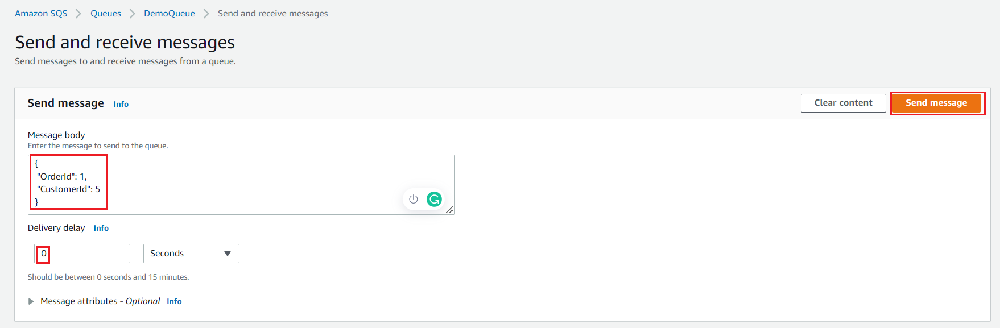 Amazon SQS > Queues > DemoQueue > Send and receive messages
Send and receive messages
Send messages to and receive messages from a queue.
Send message Info Clear content Send message
Message body
Enter the message to send to the queue.
{
"OrderId": 1,
"CustomerId": 5
}
Delivery delay Info
0 Seconds
Should be between 0 seconds and 15 minutes.
Message attributes - Optional Info